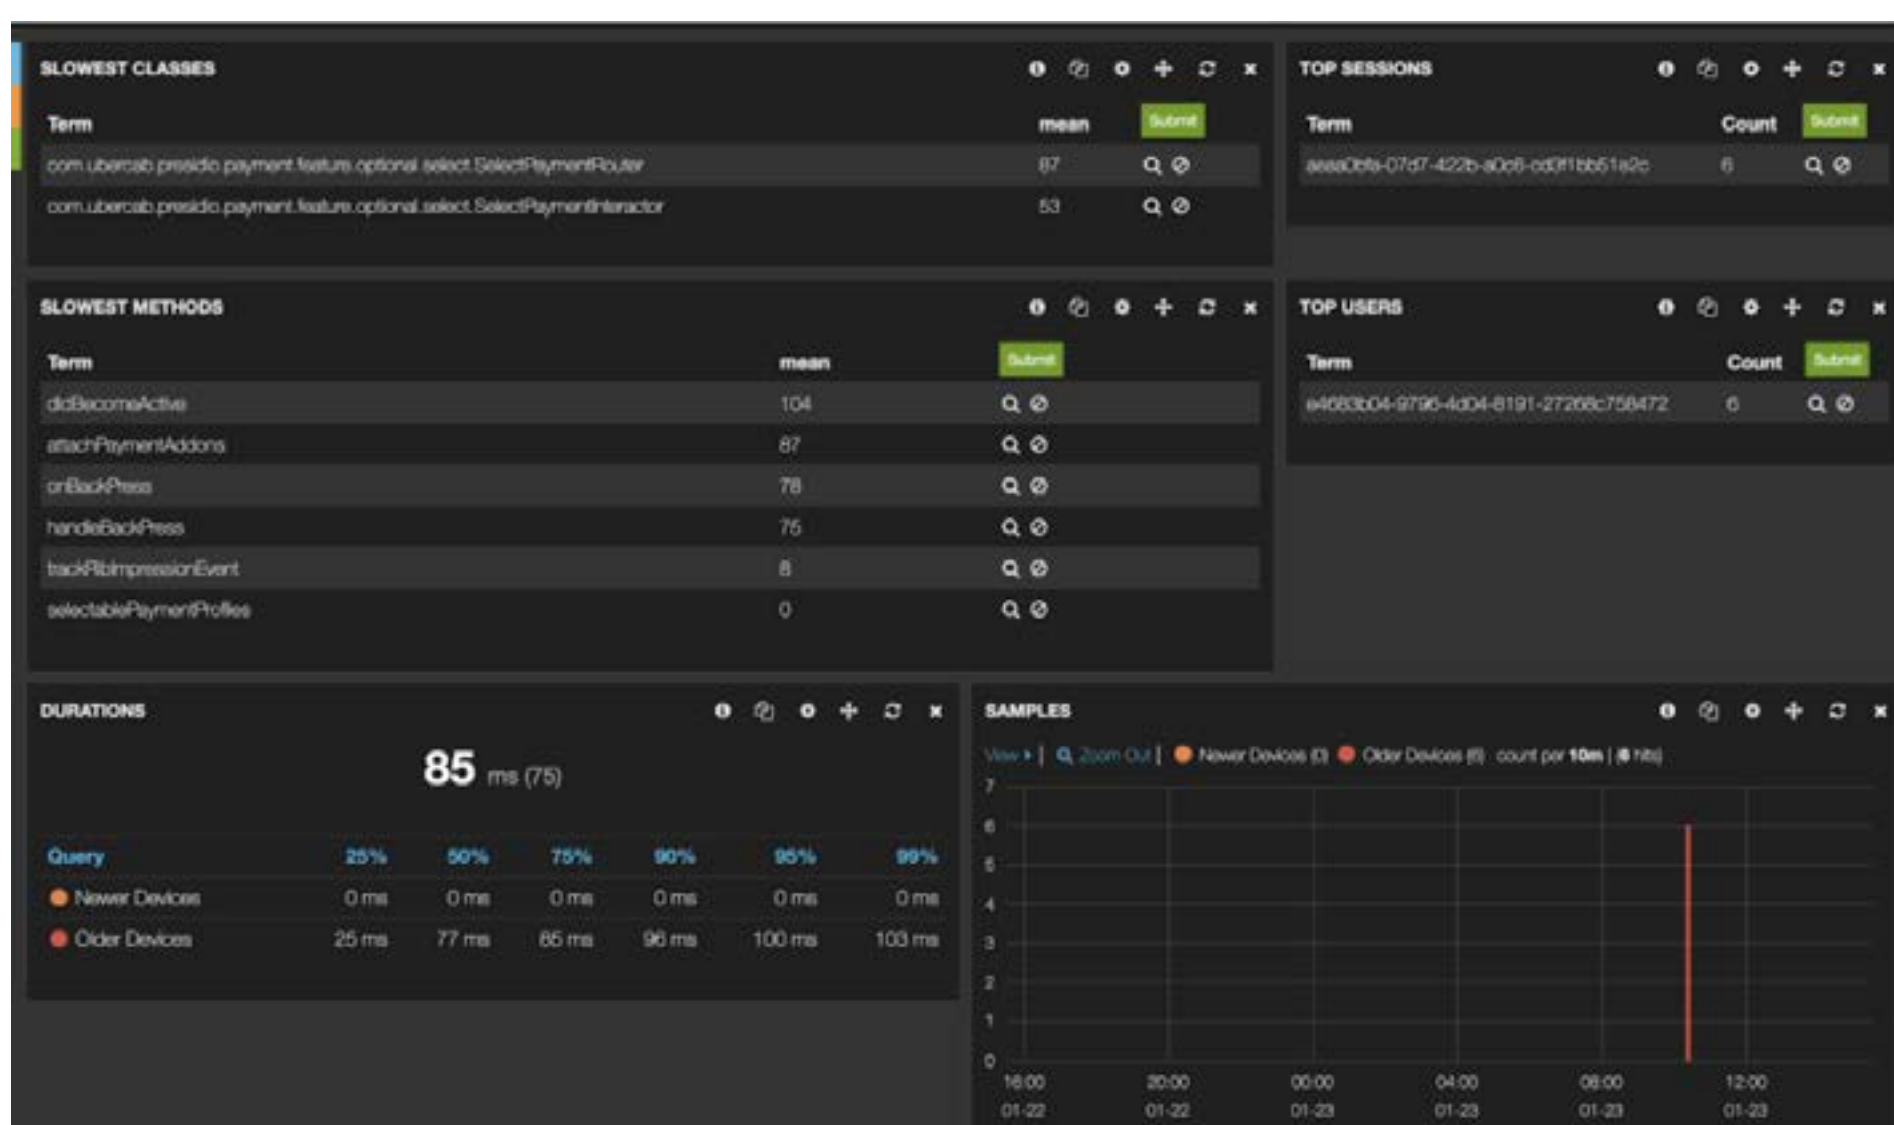 SLOWEST CLASSES
Term mean Submit
com.ubercab.presidio.payment.feature.optional.select.SelectPaymentRouter 87
com.ubercab.presidio.payment.feature.optional.select.SelectPaymentInteractor 53
TOP SESSIONS
Term Count Submit
6
SLOWEST METHODS
Term mean Submit
didBecomeActive 104
attachPaymentAddons 87
onBackPress 78
handleBackPress 75
trackRibImpressionEvent 8
selectablePaymentProfiles 0
TOP USERS
Term Count Submit
e4683b04-9796-4d04-8191-27268c758472 6
DURATIONS
85 ms (75)
Query 25% 50% 75% 90% 95% 99%
Newer Devices 0 ms 0 ms 0 ms 0 ms 0 ms 0 ms
Older Devices 25 ms 77 ms 85 ms 96 ms 100 ms 103 ms
SAMPLES
View | Zoom Out | Newer Devices (0) Older Devices (6) count per 10m | (6 hits)
7
6
5
4
3
2
1
0
16:00 20:00 00:00 04:00 08:00 12:00
01-22 01-22 01-23 01-23 01-23 01-23